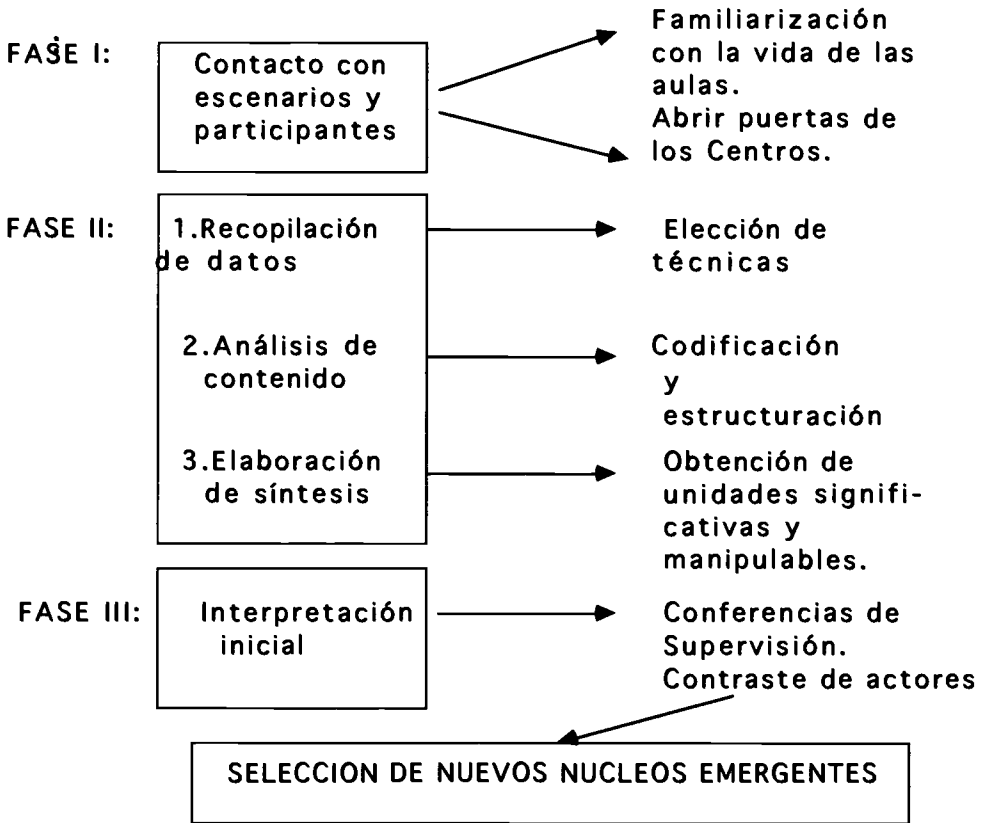 FASE I:
Contacto con
escenarios y
participantes
Familiarización
con la vida de las
aulas.
Abrir puertas de
los Centros.
FASE II:
1.Recopilación
de datos
Elección de
técnicas
2.Análisis de
contenido
Codificación
y
estructuración
3.Elaboración
de síntesis
Obtención de
unidades signifi-
cativas y
manipulables.
FASE III:
Interpretación
inicial
Conferencias de
Supervisión.
Contraste de actores
SELECCION DE NUEVOS NUCLEOS EMERGENTES